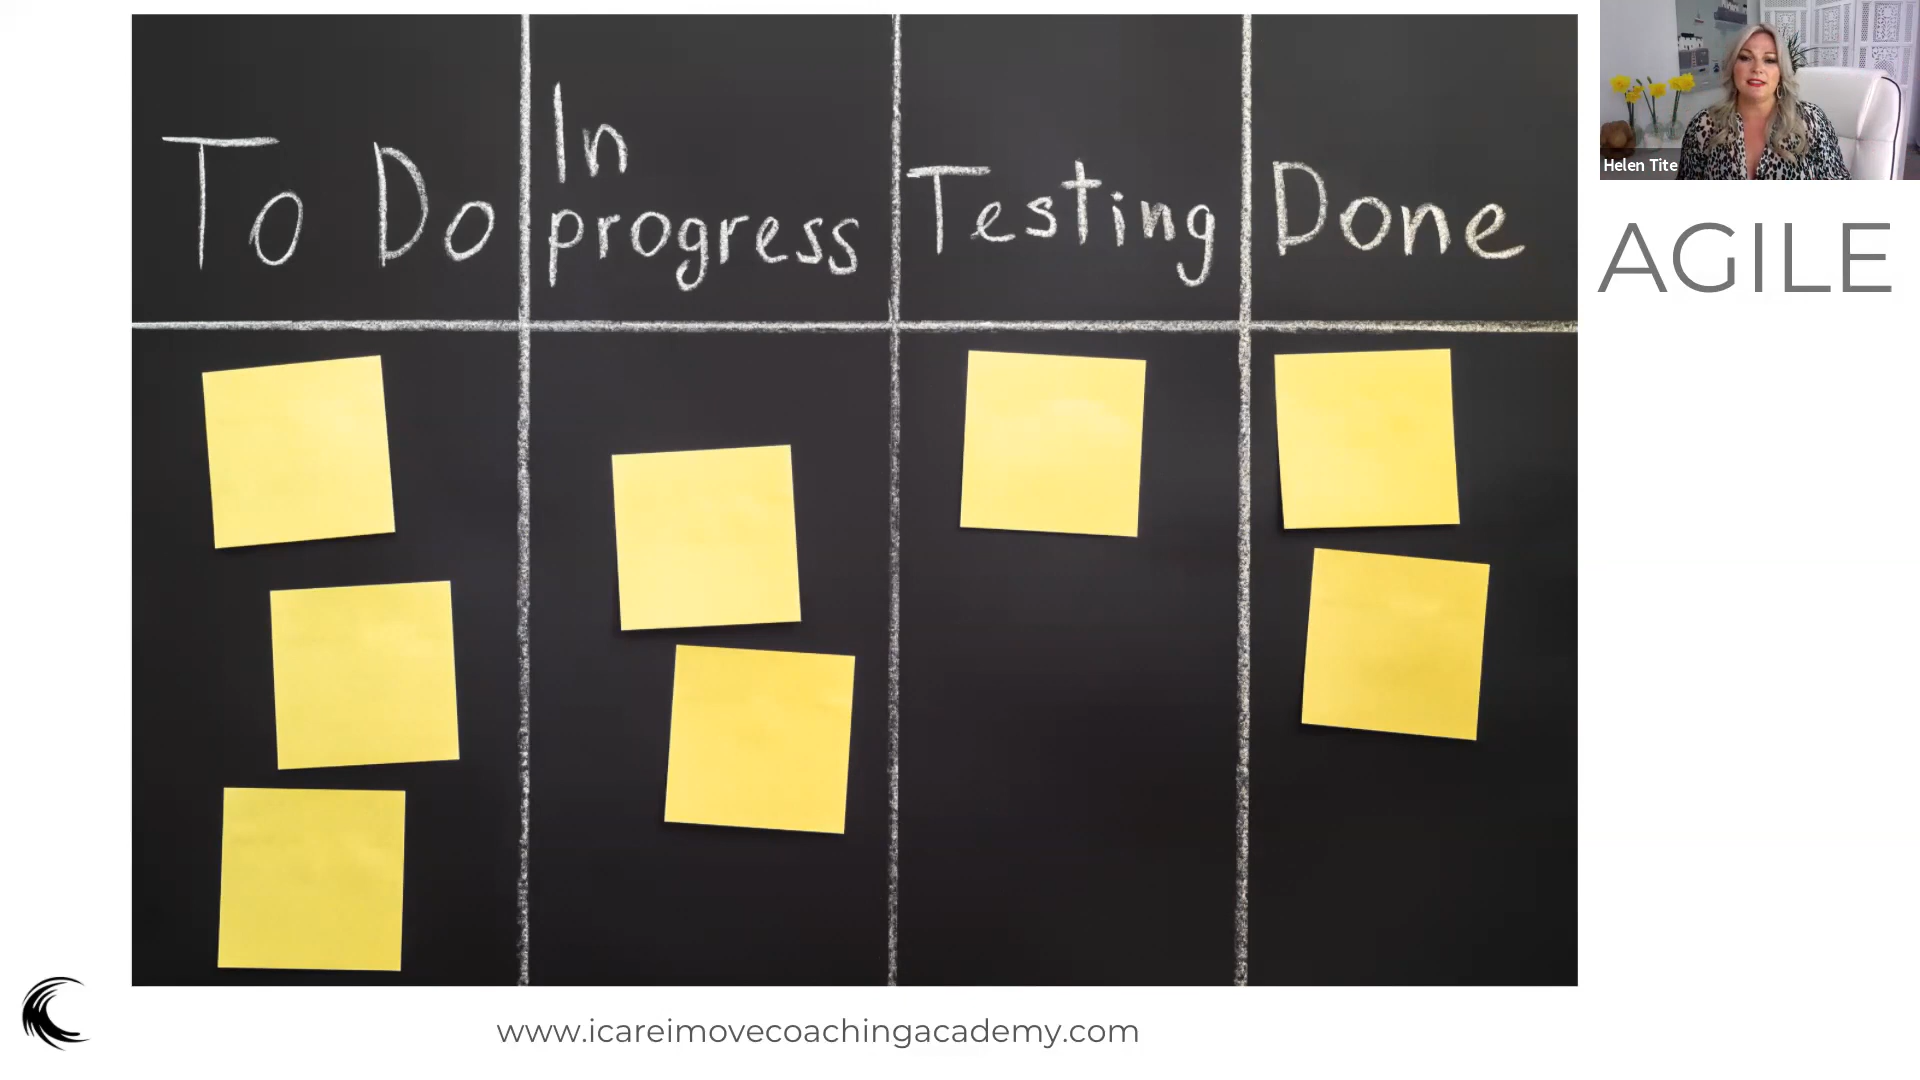 To Do
In
progress
Testing
Done
Helen Tite
AGILE
www.icareimovecoachingacademy.com